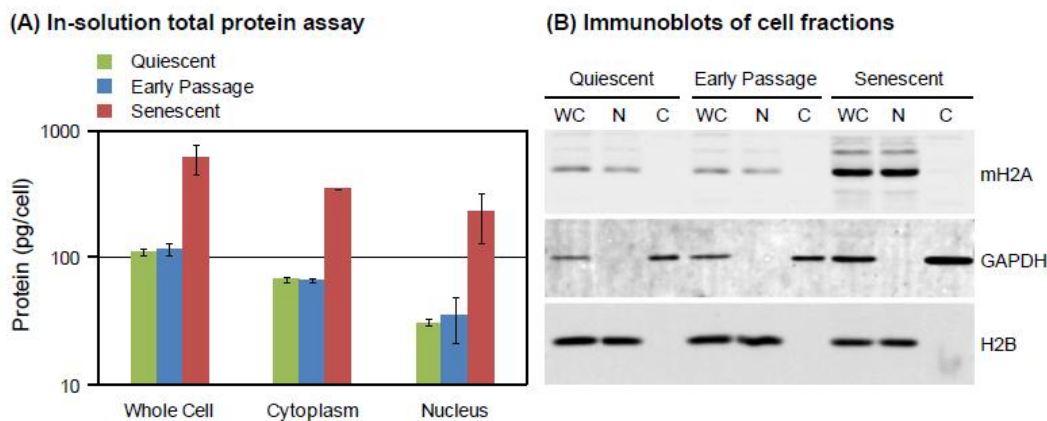 (A) In-solution total protein assay
Quiescent
Early Passage
Senescent
1000
100
10
Protein (pg/cell)
Whole Cell Cytoplasm Nucleus
(B) Immunoblots of cell fractions
Quiescent Early Passage Senescent
WC N C WC N C WC N C
mH2A
GAPDH
H2B